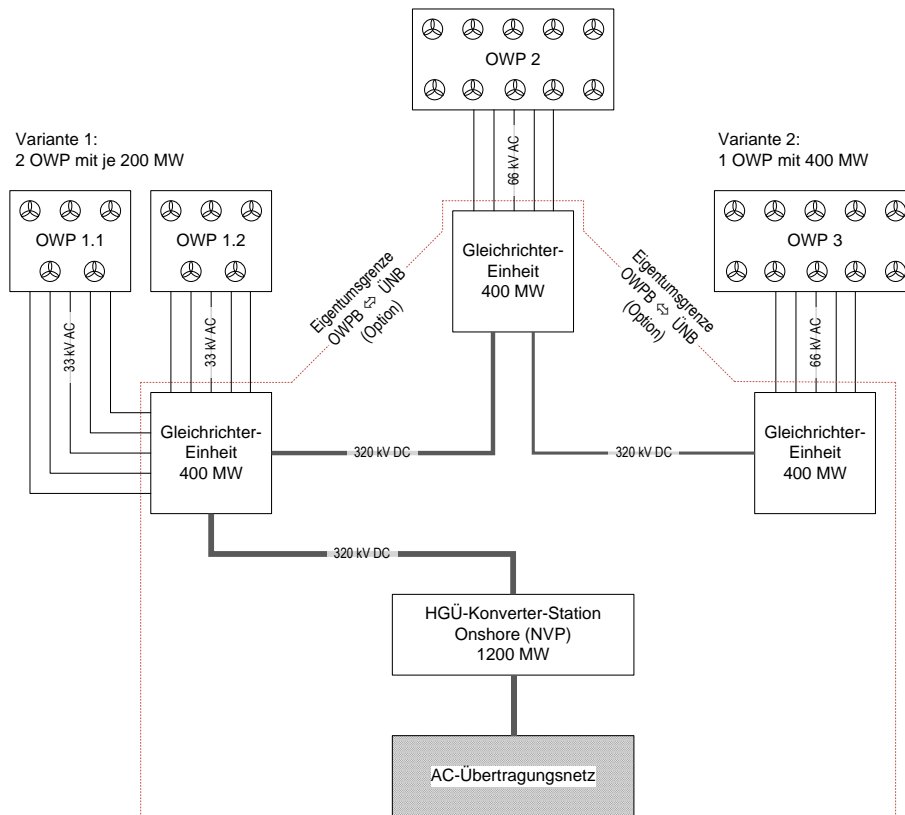 OWP 2
66 kV AC
Variante 1:
2 OWP mit je 200 MW
Variante 2:
1 OWP mit 400 MW
OWP 1.1
OWP 1.2
OWP 3
Gleichrichter-
Einheit
400 MW
Eigentumsgrenze
OWPB ⇔ ÜNB
(Option)
Eigentumsgrenze
OWPB ⇔ ÜNB
(Option)
33 kV AC
33 kV AC
66 kV AC
Gleichrichter-
Einheit
400 MW
320 kV DC
320 kV DC
Gleichrichter-
Einheit
400 MW
320 kV DC
HGÜ-Konverter-Station
Onshore (NVP)
1200 MW
AC-Übertragungsnetz